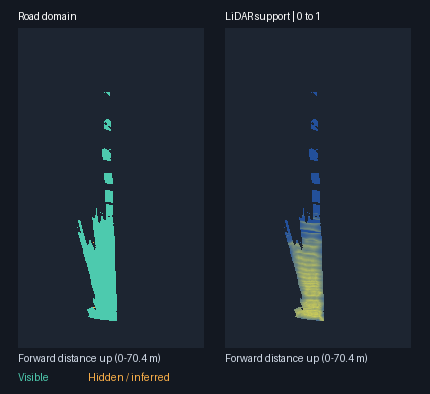 Road domain
LiDAR support | 0 to 1
Forward distance up (0-70.4 m)
Forward distance up (0-70.4 m)
Visible
Hidden / inferred